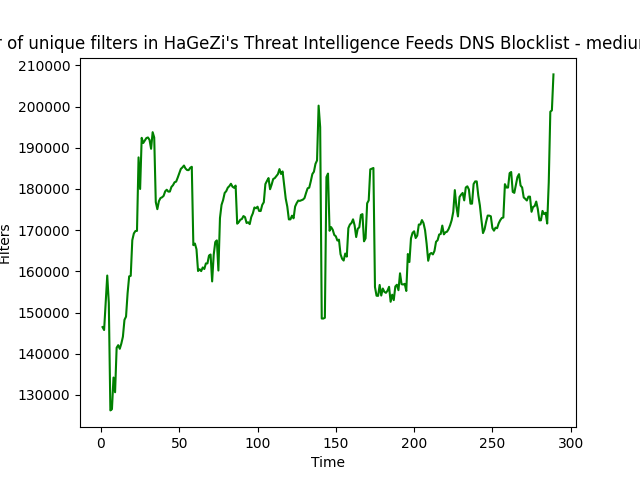 of unique filters in HaGeZi's Threat Intelligence Feeds DNS Blocklist -
210000
200000
190000
180000
170000
160000
150000
140000
130000
Filters
0 50 100 150 200 250 300
Time